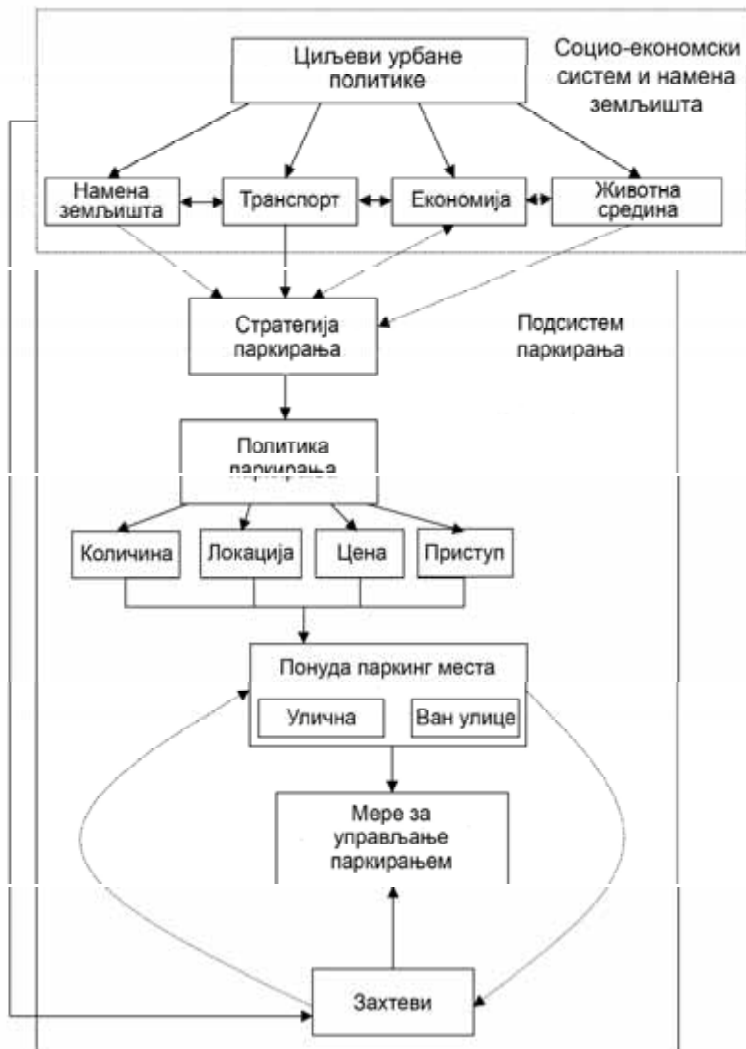 Циљеви урбане
политике
Социо-економски
систем и намена
земљишта
Намена
земљишта
Транспорт
Економија
Животна
средина
Стратегија
паркирања
Подсистем
паркирања
Политика
паркирања
Количина
Локација
Цена
Приступ
Понуда паркинг места
Улична
Ван улице
Мере за
управљање
паркирањем
Захтеви